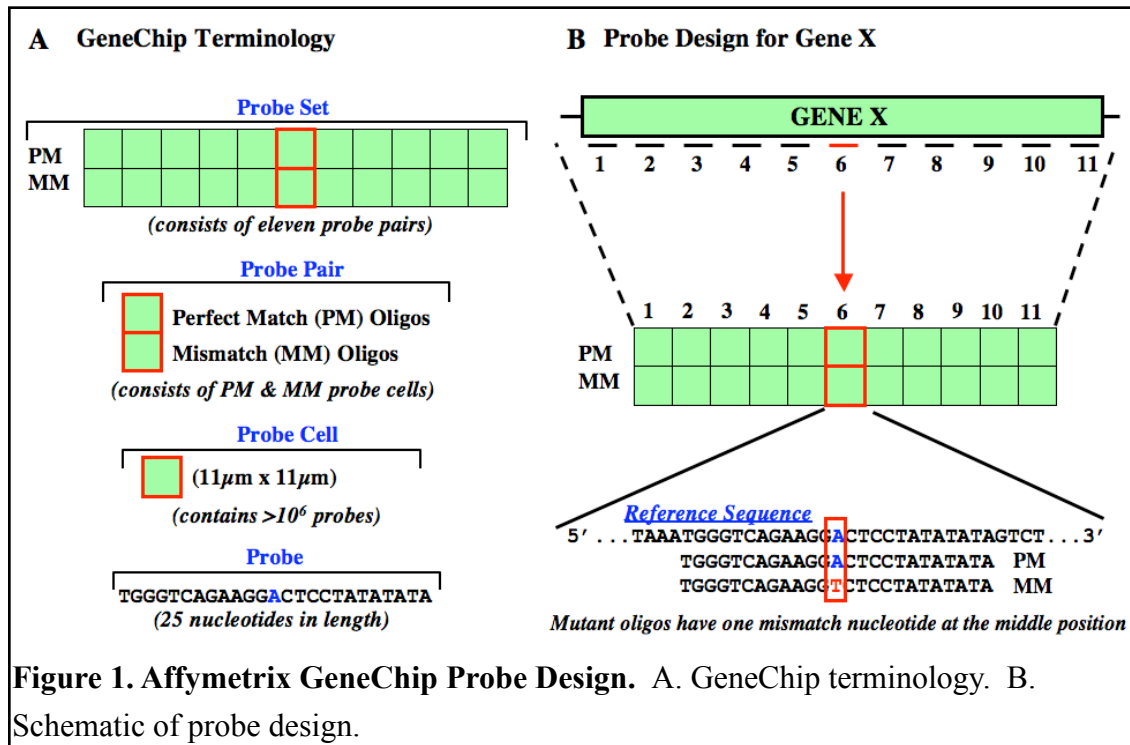 A GeneChip Terminology
Probe Set
PM
MM
(consists of eleven probe pairs)
Probe Pair
Perfect Match (PM) Oligos
Mismatch (MM) Oligos
(consists of PM & MM probe cells)
Probe Cell
(11µm x 11µm)
(contains >10⁶ probes)
Probe
TGGGTCAGAAGGACTCCTATATATA
(25 nucleotides in length)
B Probe Design for Gene X
GENE X
1 2 3 4 5 6 7 8 9 10 11
1 2 3 4 5 6 7 8 9 10 11
PM
MM
Reference Sequence
5′ ...TAAATGGGTCAGAAGGACTCCTATATATAGTCT...3′
TGGGTCAGAAGGACTCCTATATATA PM
TGGGTCAGAAGGTCTCCTATATATA MM
Mutant oligos have one mismatch nucleotide at the middle position
Figure 1. Affymetrix GeneChip Probe Design. A. GeneChip terminology. B.
Schematic of probe design.